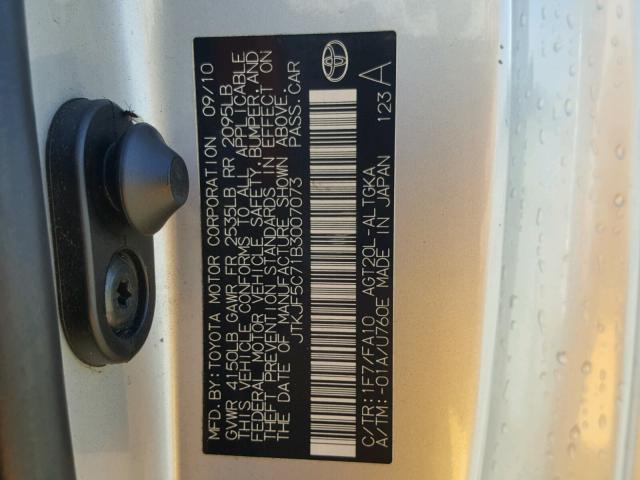 MFD. BY: TOYOTA MOTOR CORPORATION 09/10
GVWR 4150LB GAWR FR 2535LB RR 2095LB
THIS VEHICLE CONFORMS TO ALL APPLICABLE
FEDERAL MOTOR VEHICLE SAFETY, BUMPER, AND
THEFT PREVENTION STANDARDS IN EFFECT ON
THE DATE OF MANUFACTURE SHOWN ABOVE.
JTKJF5C71B3007073 PASS. CAR
C/TR: 1F7/FA10 AGT20L-ALTGKA
A/TM: -01A/U760E MADE IN JAPAN 123 A